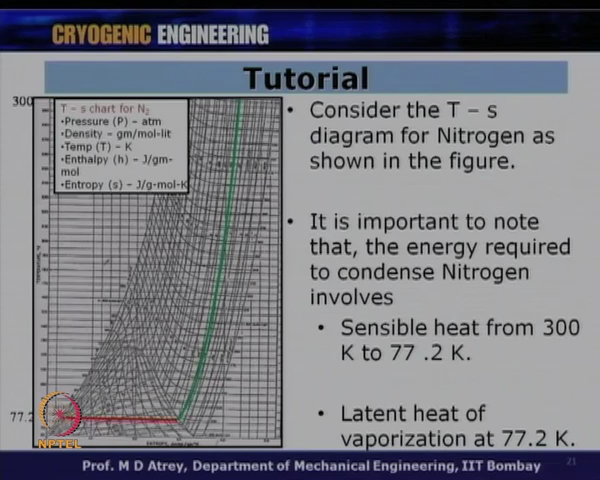 CRYOGENIC ENGINEERING
Tutorial
300
T – s chart for N₂
•Pressure (P) – atm
•Density – gm/mol-lit
•Temp (T) – K
•Enthalpy (h) – J/gm-
mol
•Entropy (s) – J/g-mol-K
77.2
NPTEL
• Consider the T – s
diagram for Nitrogen as
shown in the figure.
• It is important to note
that, the energy required
to condense Nitrogen
involves
• Sensible heat from 300
K to 77 .2 K.
• Latent heat of
vaporization at 77.2 K.
Prof. M D Atrey, Department of Mechanical Engineering, IIT Bombay
21